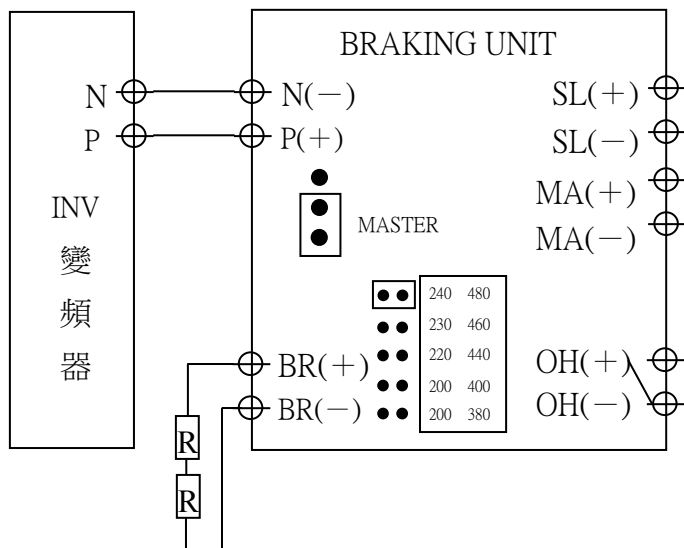 BRAKING UNIT
N
P
INV
變
頻
器
N(－)
P(＋)
MASTER
SL(＋)
SL(－)
MA(＋)
MA(－)
240 480
230 460
220 440
200 400
200 380
BR(＋)
BR(－)
OH(＋)
OH(－)
R
R